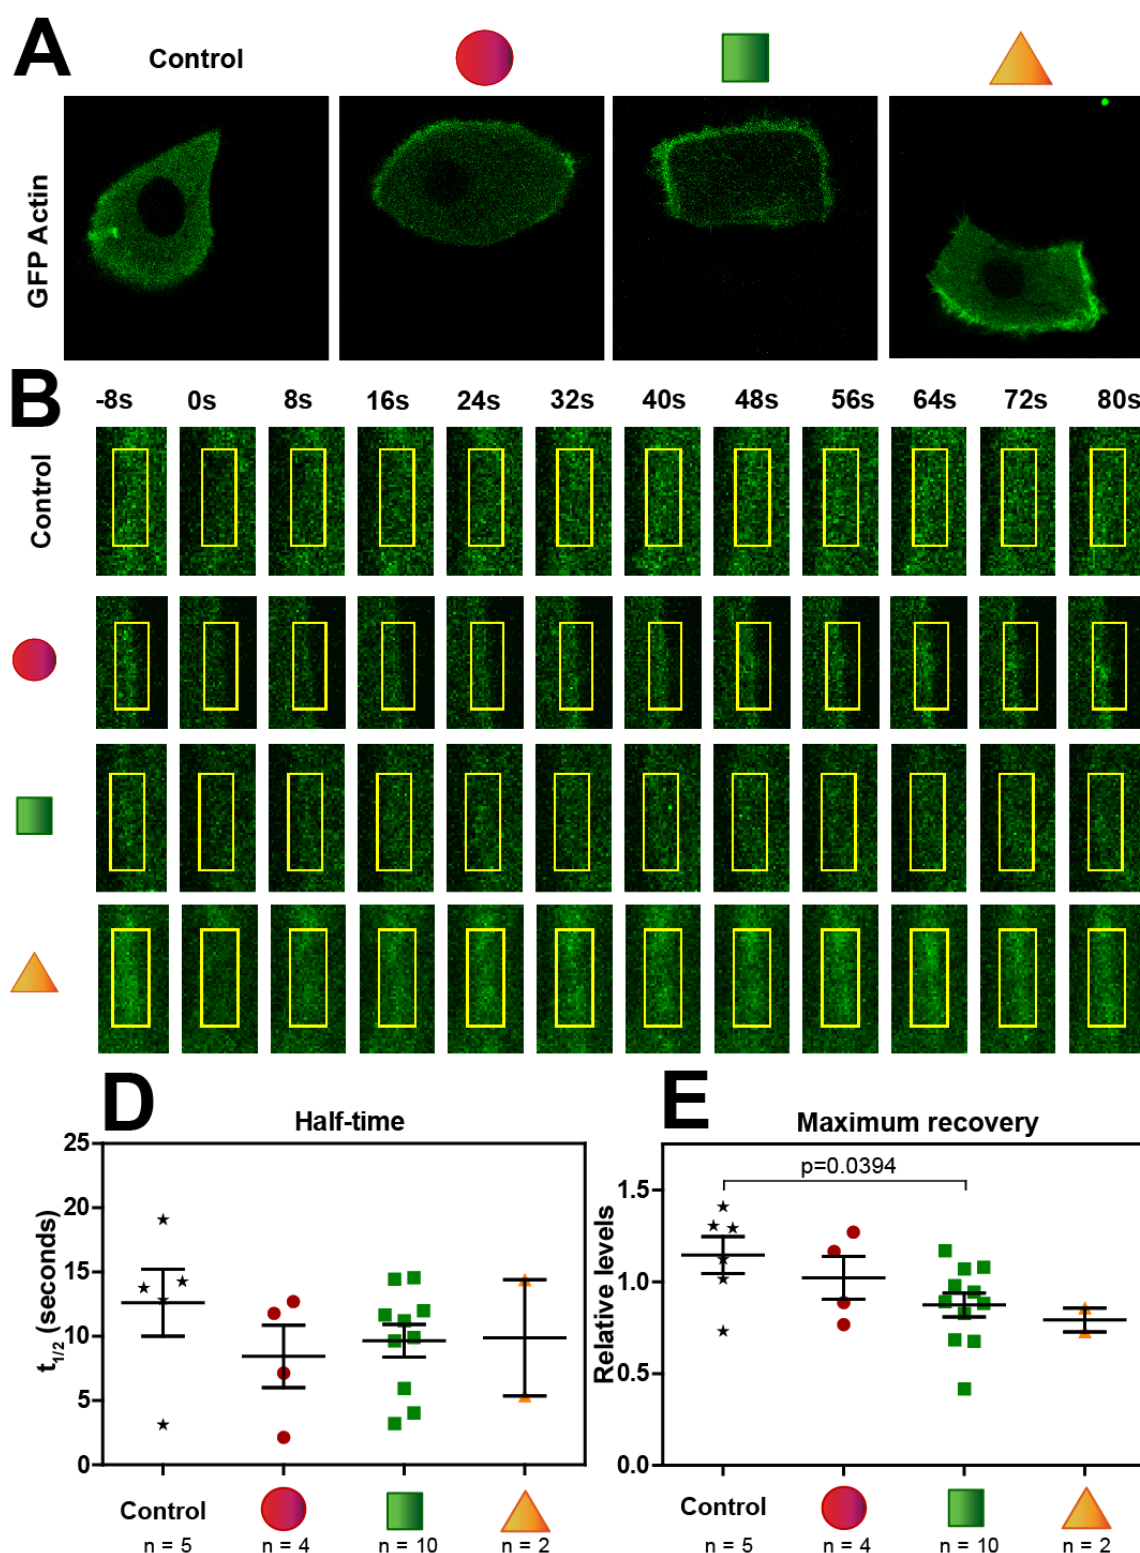 A
Control
GFP Actin
B
-8s 0s 8s 16s 24s 32s 40s 48s 56s 64s 72s 80s
Control
D
Half-time
25
20
15
10
5
0
t1/2 (seconds)
Control
n = 5 n = 4 n = 10 n = 2
E
Maximum recovery
p=0.0394
1.5
1.0
0.5
0.0
Relative levels
Control
n = 5 n = 4 n = 10 n = 2